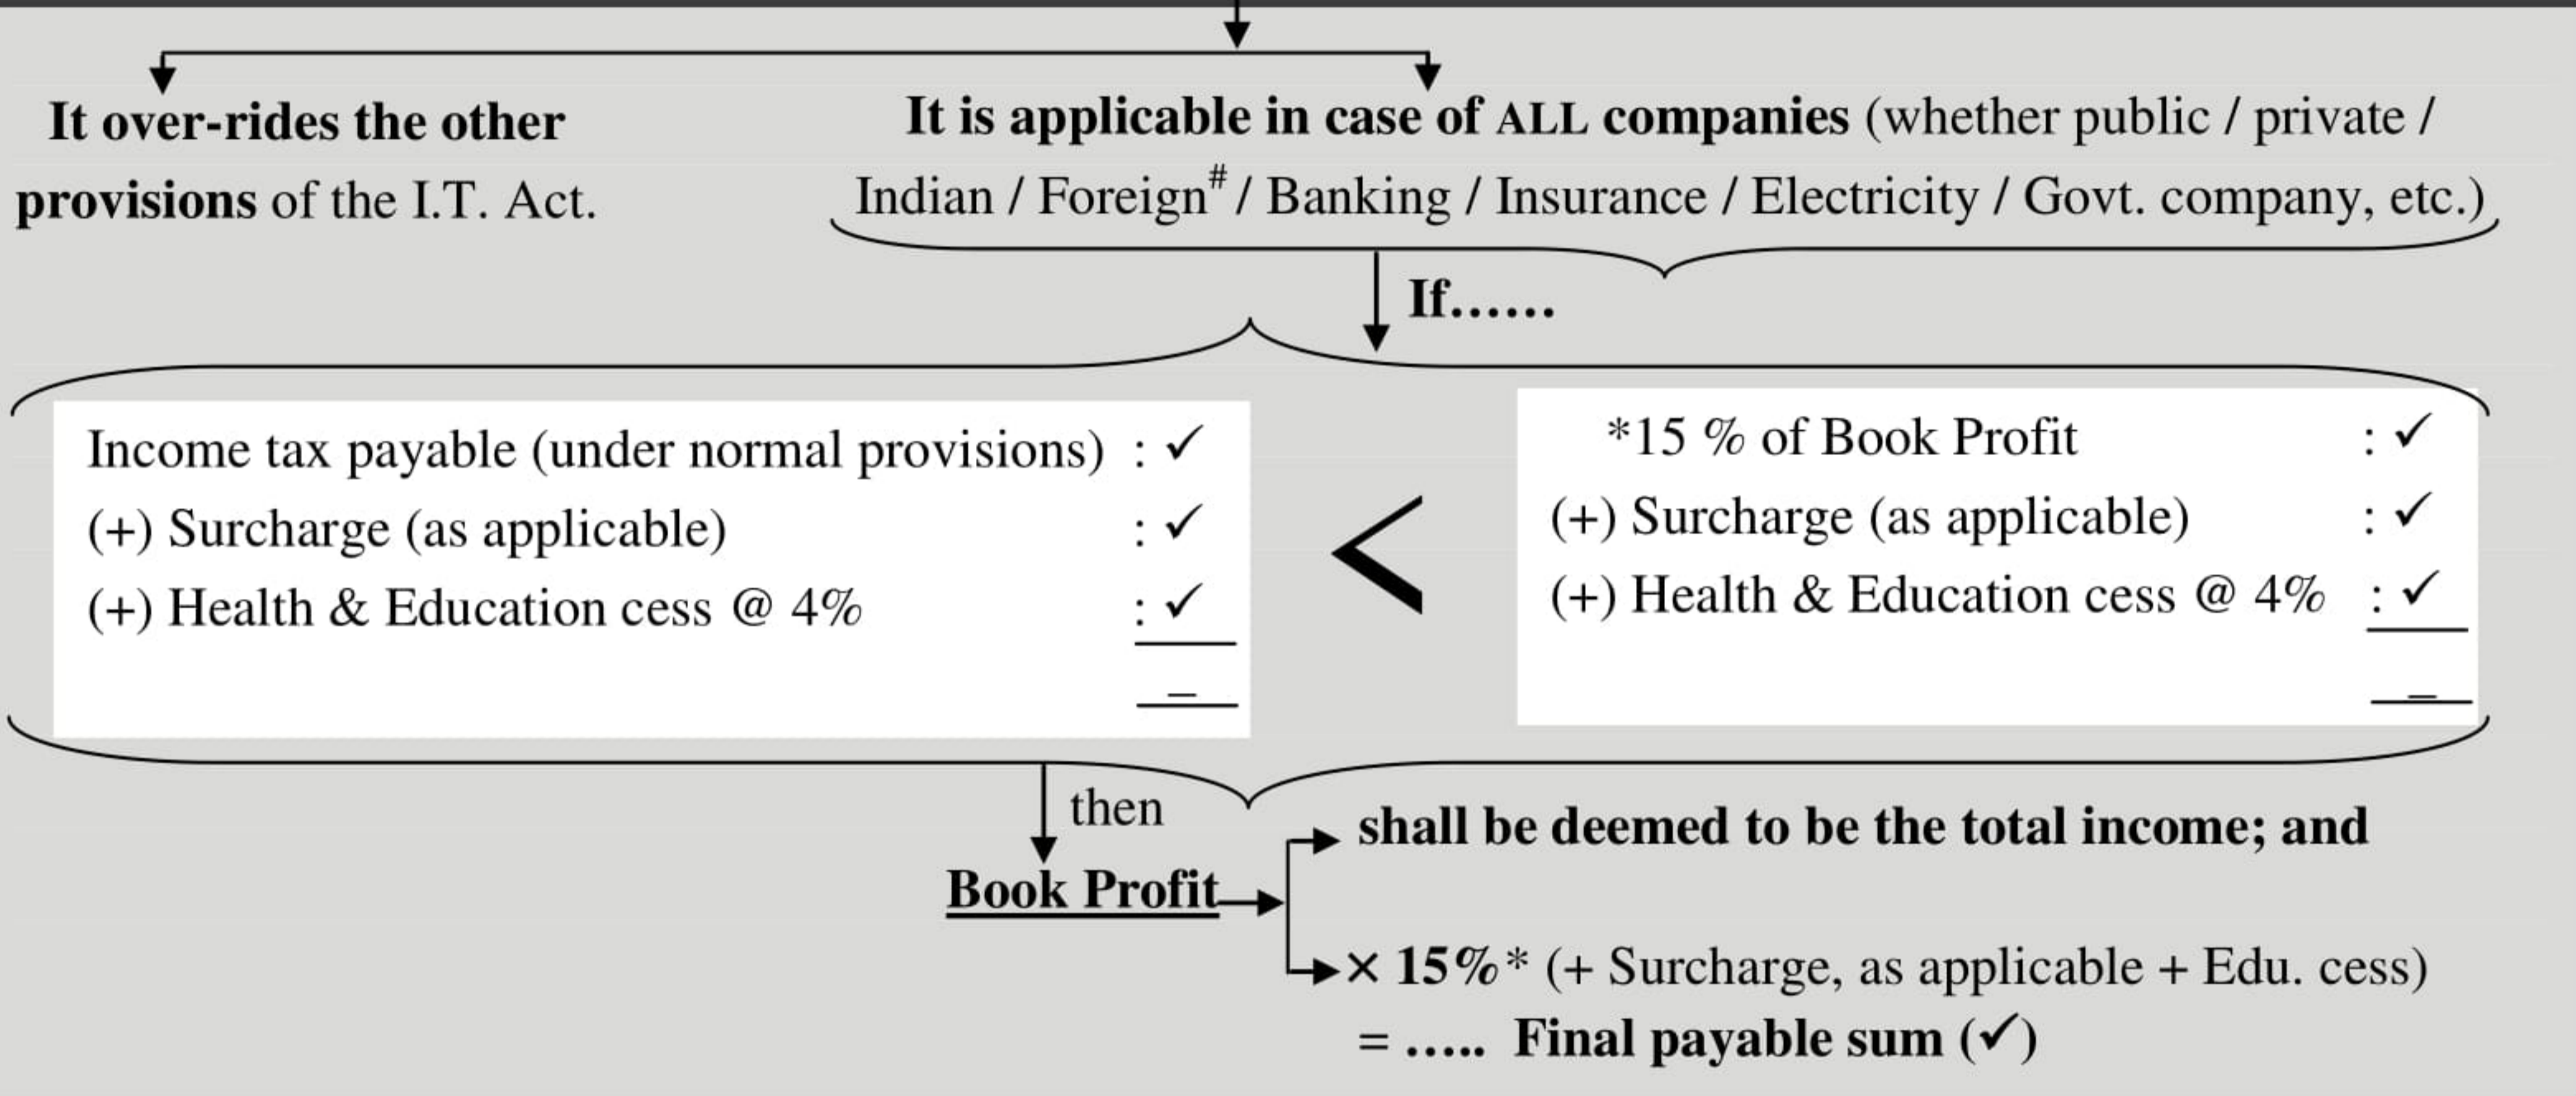 It over-rides the other
provisions of the I.T. Act.
It is applicable in case of ALL companies (whether public / private /
Indian / Foreign# / Banking / Insurance / Electricity / Govt. company, etc.)
If......
Income tax payable (under normal provisions) : ✓
(+) Surcharge (as applicable) : ✓
(+) Health & Education cess @ 4% : ✓
_
<
*15 % of Book Profit : ✓
(+) Surcharge (as applicable) : ✓
(+) Health & Education cess @ 4% : ✓
_
then
Book Profit
shall be deemed to be the total income; and
× 15%* (+ Surcharge, as applicable + Edu. cess)
= ..... Final payable sum (✓)